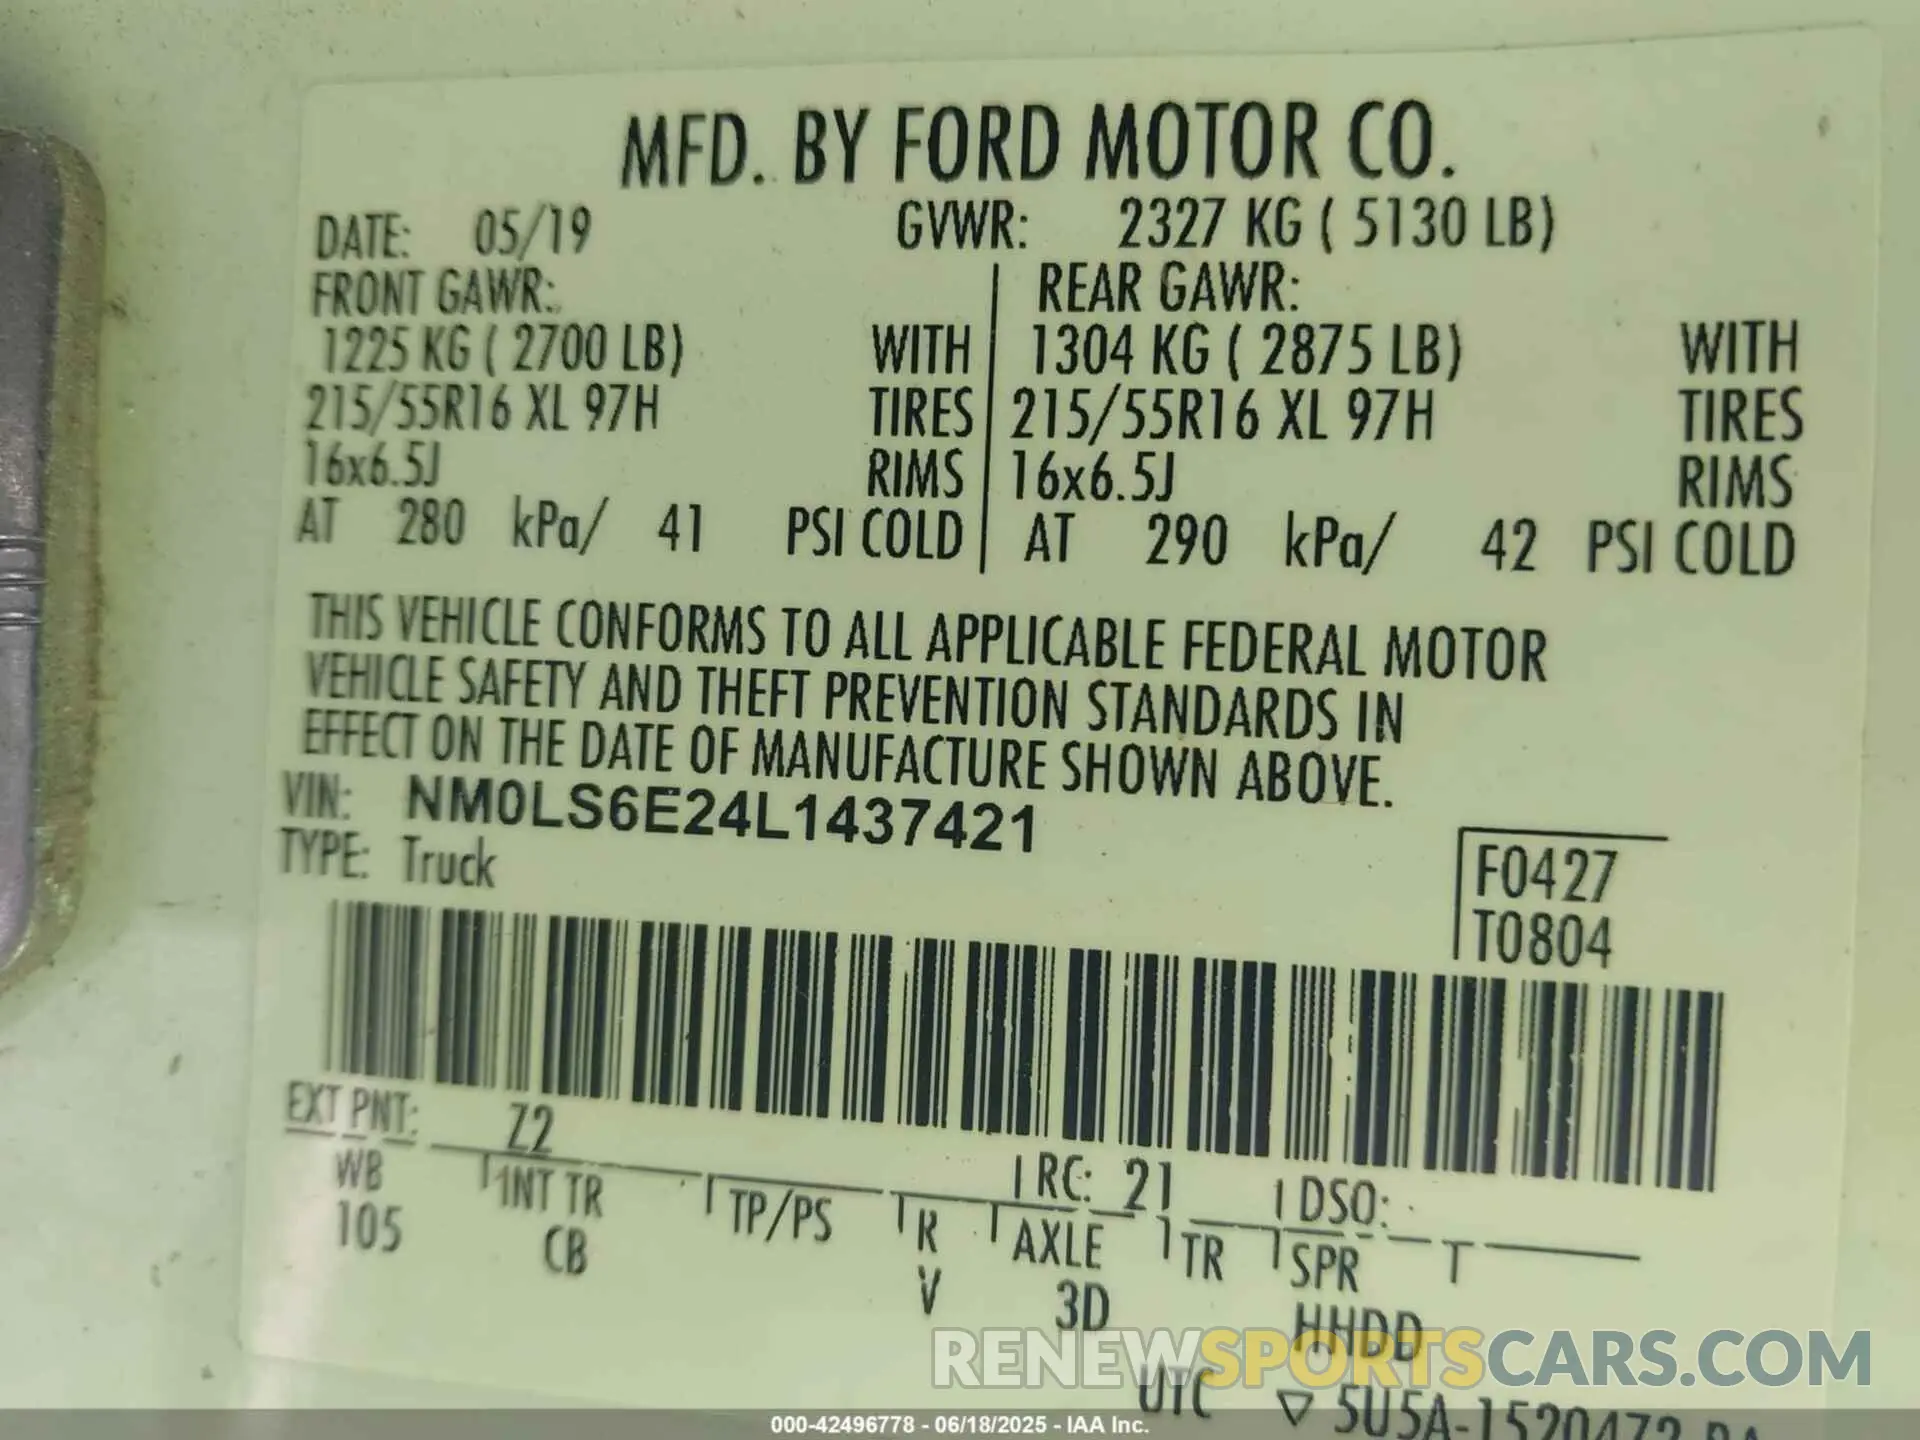 MFD. BY FORD MOTOR CO.
DATE: 05/19 GVWR: 2327 KG ( 5130 LB)
FRONT GAWR: REAR GAWR:
1225 KG ( 2700 LB) WITH 1304 KG ( 2875 LB) WITH
215/55R16 XL 97H TIRES 215/55R16 XL 97H TIRES
16x6.5J RIMS 16x6.5J RIMS
AT 280 kPa/ 41 PSI COLD AT 290 kPa/ 42 PSI COLD
THIS VEHICLE CONFORMS TO ALL APPLICABLE FEDERAL MOTOR
VEHICLE SAFETY AND THEFT PREVENTION STANDARDS IN
EFFECT ON THE DATE OF MANUFACTURE SHOWN ABOVE.
VIN: NM0LS6E24L1437421
TYPE: Truck
F0427
T0804
EXT PNT: Z2 RC: 21 DSO:
WB INT TR TP/PS R AXLE TR SPR T
105 CB V 3D HHDD
RENEWSPORTSCARS.COM
UTC ▽ 5U5A-1520472
000-42496778 - 06/18/2025 - IAA Inc.